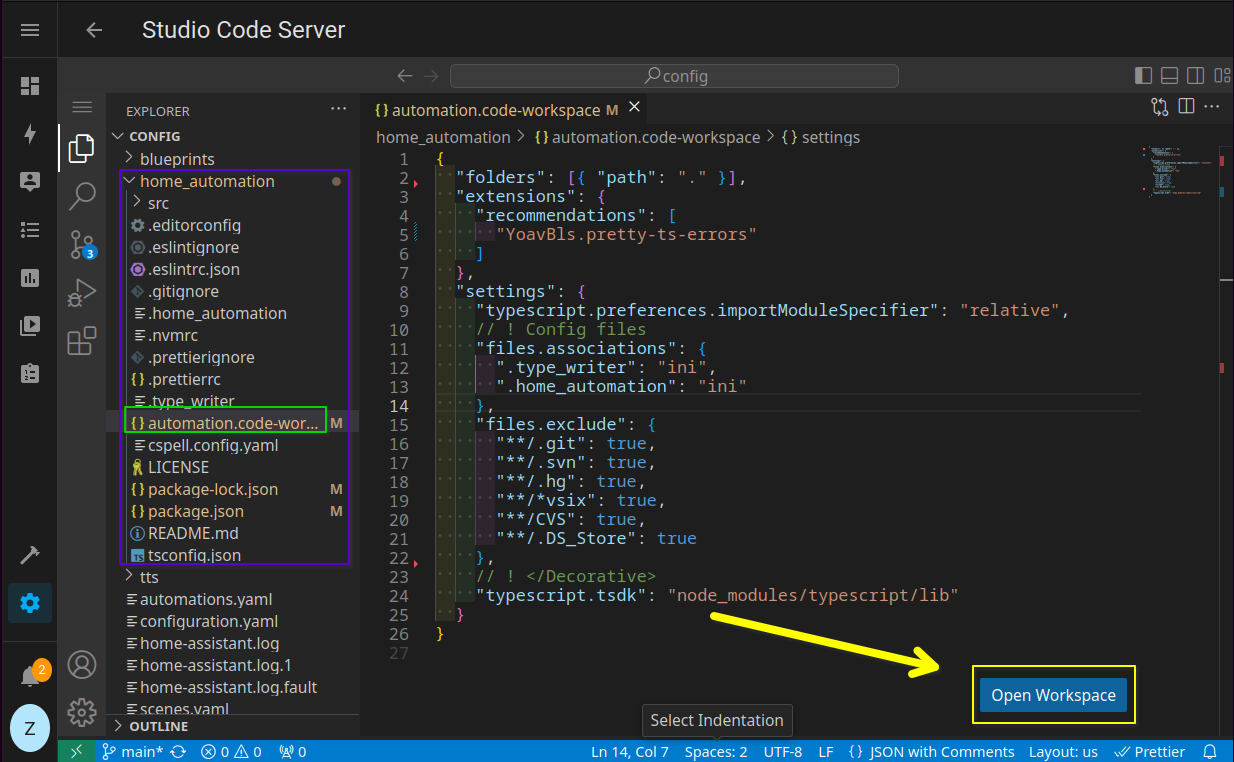 Studio Code Server
config
EXPLORER
CONFIG
blueprints
home_automation
src
.editorconfig
.eslintignore
.eslintrc.json
.gitignore
.home_automation
.nvmrc
.prettierignore
.prettierrc
.type_writer
automation.code-wor... M
cspell.config.yaml
LICENSE
package-lock.json M
package.json M
README.md
tsconfig.json
tts
automations.yaml
configuration.yaml
home-assistant.log
home-assistant.log.1
home-assistant.log.fault
scenes.yaml
OUTLINE
3
2
Z
automation.code-workspace M
home_automation > {} automation.code-workspace > {} settings
1 {
2 "folders": [{ "path": "." }],
3 "extensions": {
4 "recommendations": [
5 "YoavBls.pretty-ts-errors"
6 ]
7 },
8 "settings": {
9 "typescript.preferences.importModuleSpecifier": "relative",
10 // ! Config files
11 "files.associations": {
12 ".type_writer": "ini",
13 ".home_automation": "ini"
14 },
15 "files.exclude": {
16 "**/.git": true,
17 "**/.svn": true,
18 "**/.hg": true,
19 "**/*vsix": true,
20 "**/CVS": true,
21 "**/.DS_Store": true
22 },
23 // ! </Decorative>
24 "typescript.tsdk": "node_modules/typescript/lib"
25 }
26 }
27
Open Workspace
Select Indentation
main* 0 0 0 Ln 14, Col 7 Spaces: 2 UTF-8 LF {} JSON with Comments Layout: us Prettier